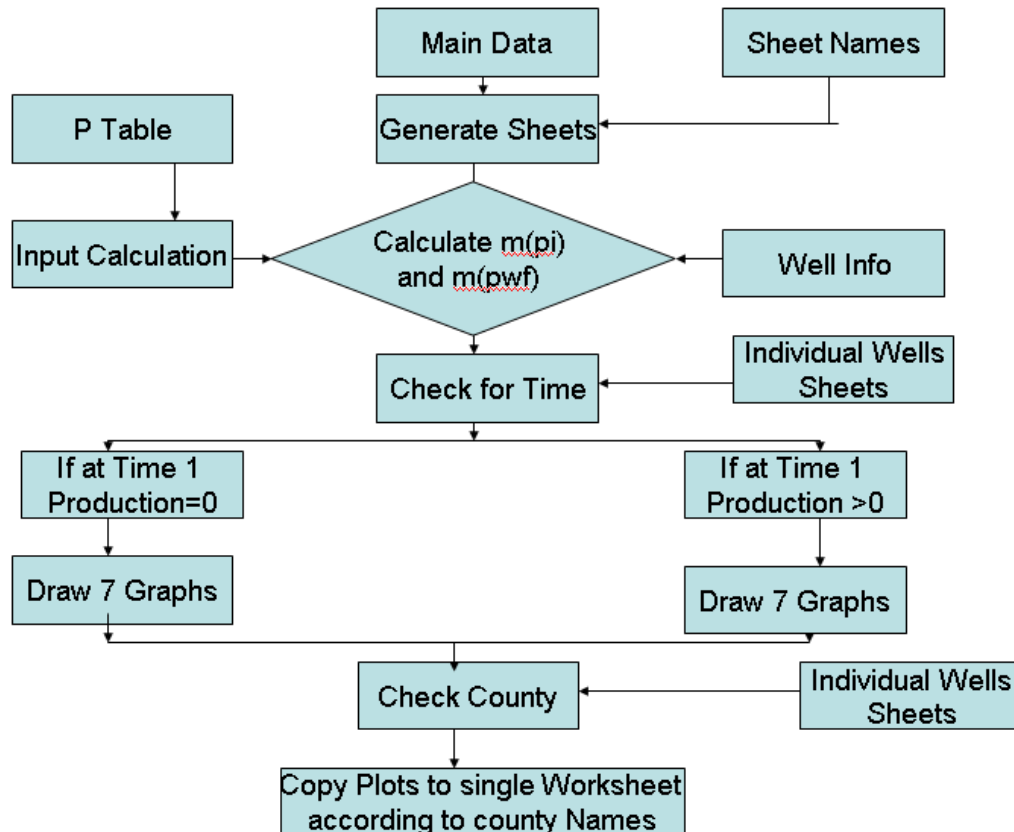 Main Data
Sheet Names
P Table
Generate Sheets
Input Calculation
Calculate m(pi)
and m(pwf)
Well Info
Individual Wells
Sheets
Check for Time
If at Time 1
Production=0
If at Time 1
Production >0
Draw 7 Graphs
Draw 7 Graphs
Check County
Individual Wells
Sheets
Copy Plots to single Worksheet
according to county Names